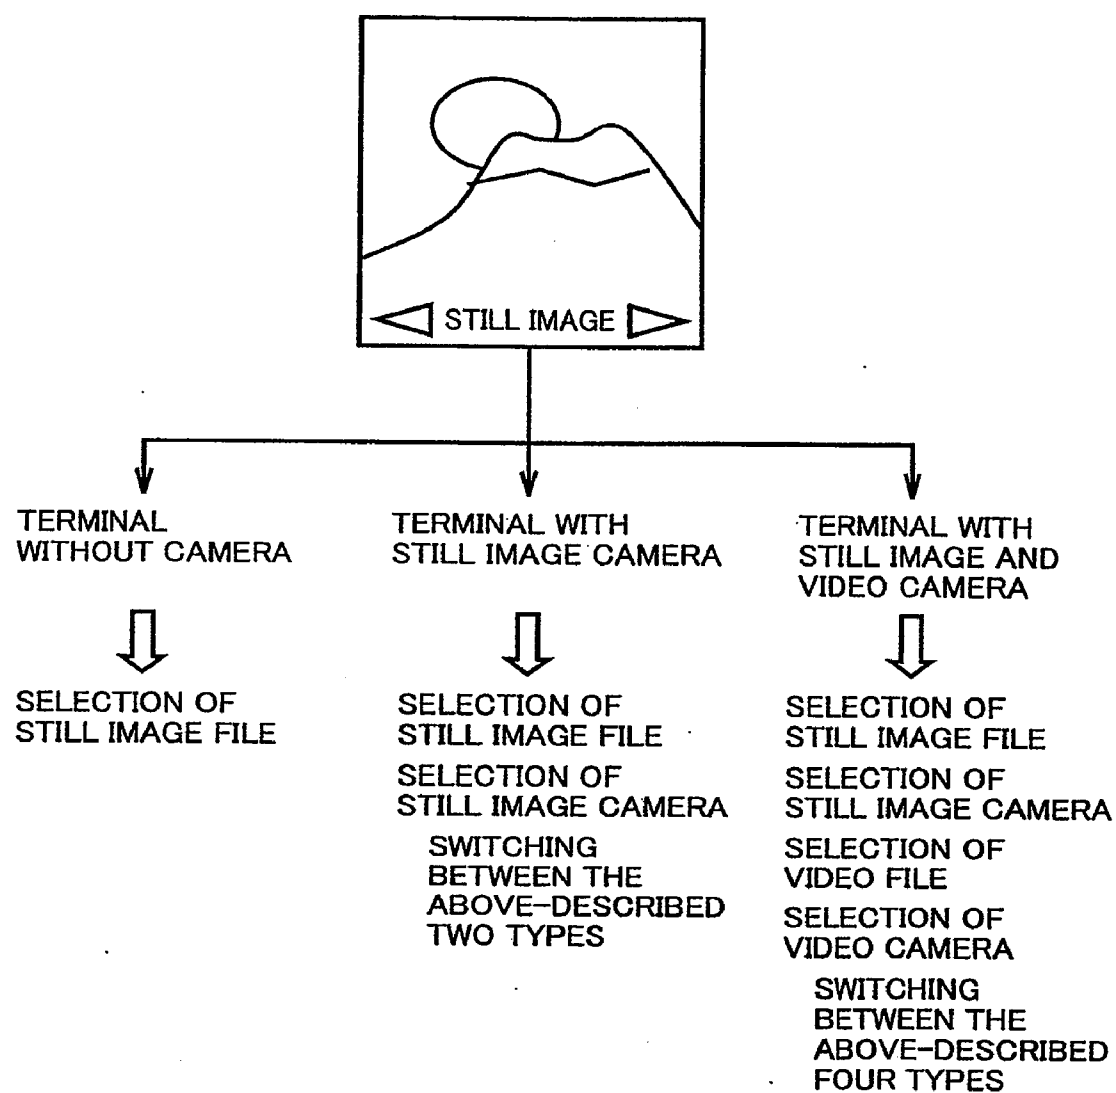 STILL IMAGE
TERMINAL
WITHOUT CAMERA
SELECTION OF
STILL IMAGE FILE
TERMINAL WITH
STILL IMAGE CAMERA
SELECTION OF
STILL IMAGE FILE
SELECTION OF
STILL IMAGE CAMERA
SWITCHING
BETWEEN THE
ABOVE-DESCRIBED
TWO TYPES
TERMINAL WITH
STILL IMAGE AND
VIDEO CAMERA
SELECTION OF
STILL IMAGE FILE
SELECTION OF
STILL IMAGE CAMERA
SELECTION OF
VIDEO FILE
SELECTION OF
VIDEO CAMERA
SWITCHING
BETWEEN THE
ABOVE-DESCRIBED
FOUR TYPES